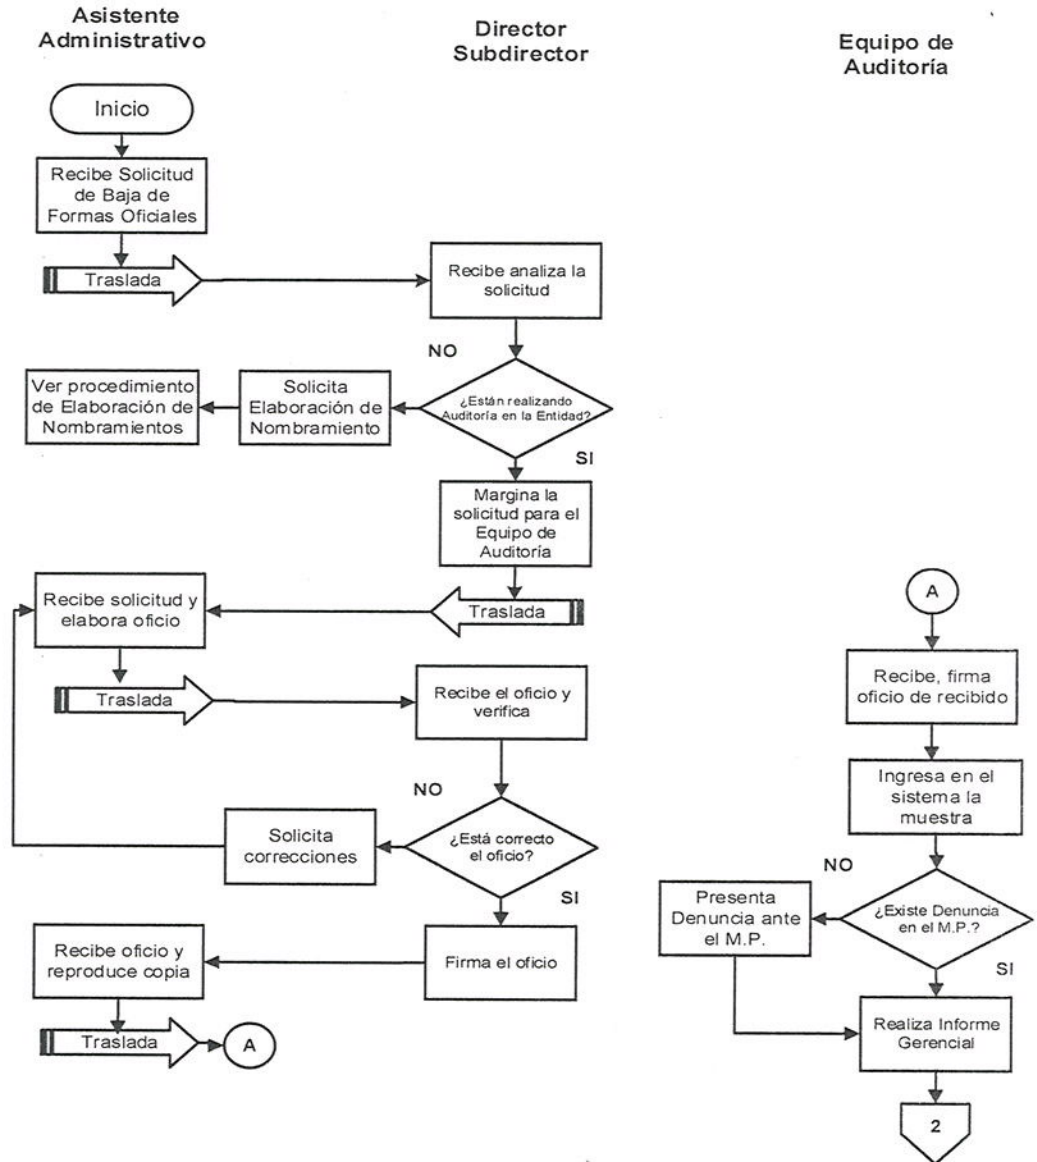 Asistente
Administrativo
Director
Subdirector
Equipo de
Auditoría
Inicio
Recibe Solicitud
de Baja de
Formas Oficiales
Traslada
Recibe analiza la
solicitud
NO
¿Están realizando
Auditoría en la Entidad?
Solicita
Elaboración de
Nombramiento
Ver procedimiento
de Elaboración de
Nombramientos
SI
Margina la
solicitud para el
Equipo de
Auditoría
Traslada
Recibe solicitud y
elabora oficio
Traslada
Recibe el oficio y
verifica
NO
¿Está correcto
el oficio?
Solicita
correcciones
SI
Firma el oficio
Recibe oficio y
reproduce copia
Traslada
A
A
Recibe, firma
oficio de recibido
Ingresa en el
sistema la
muestra
NO
¿Existe Denuncia
en el M.P.?
Presenta
Denuncia ante
el M.P.
SI
Realiza Informe
Gerencial
2